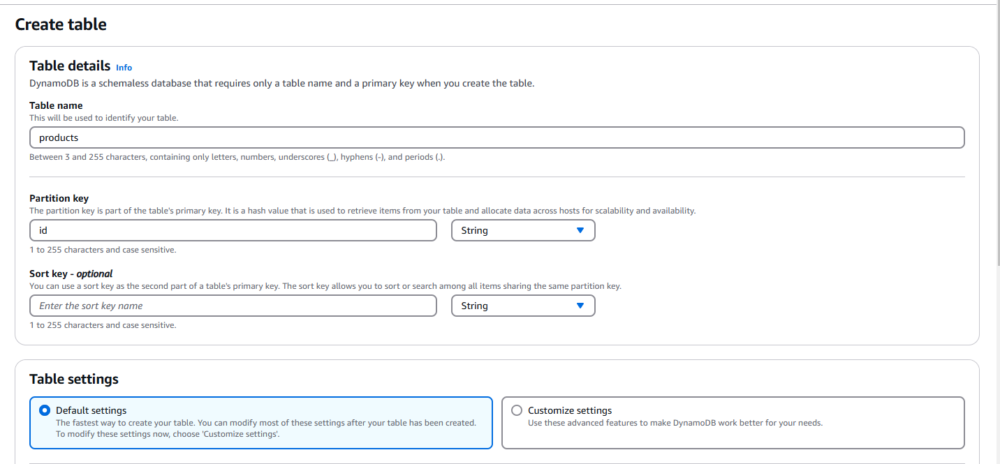 Create table
Table details Info
DynamoDB is a schemaless database that requires only a table name and a primary key when you create the table.
Table name
This will be used to identify your table.
products
Between 3 and 255 characters, containing only letters, numbers, underscores (_), hyphens (-), and periods (.).
Partition key
The partition key is part of the table's primary key. It is a hash value that is used to retrieve items from your table and allocate data across hosts for scalability and availability.
id String
1 to 255 characters and case sensitive.
Sort key - optional
You can use a sort key as the second part of a table's primary key. The sort key allows you to sort or search among all items sharing the same partition key.
Enter the sort key name String
1 to 255 characters and case sensitive.
Table settings
Default settings
The fastest way to create your table. You can modify most of these settings after your table has been created.
To modify these settings now, choose 'Customize settings'.
Customize settings
Use these advanced features to make DynamoDB work better for your needs.